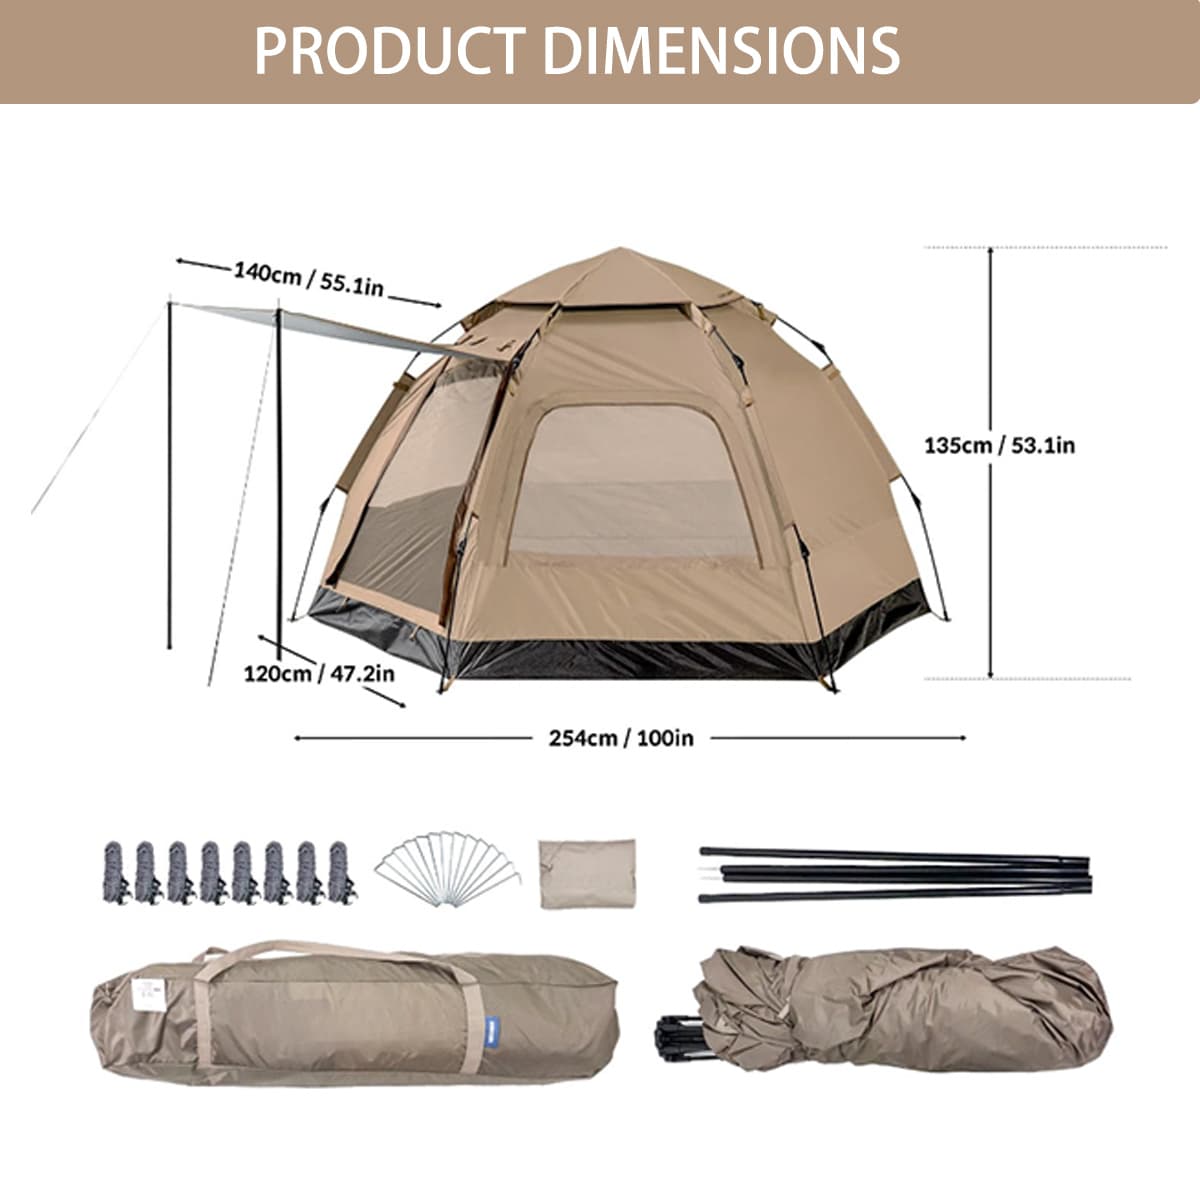 PRODUCT DIMENSIONS
140cm / 55.1in
135cm / 53.1in
120cm / 47.2in
254cm / 100in